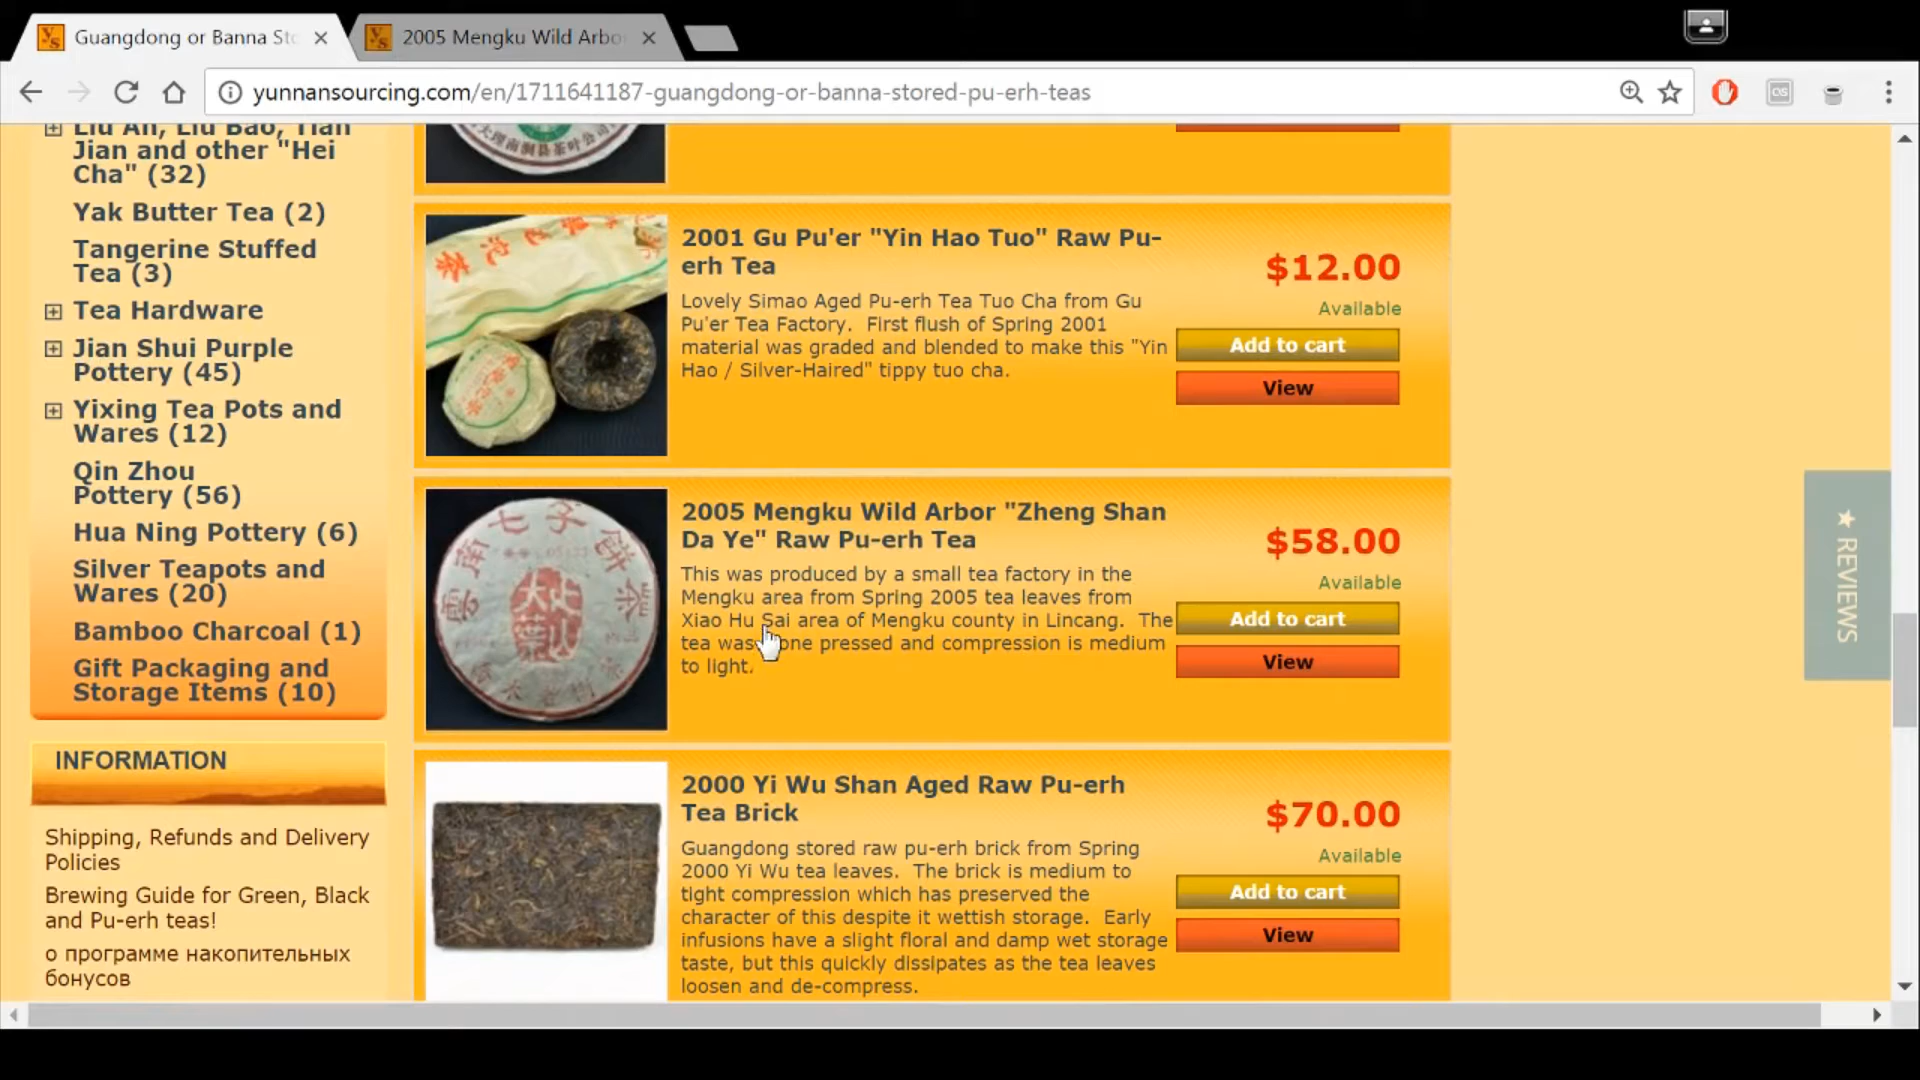 Guangdong or Banna Sto
2005 Mengku Wild Arbo
yunnansourcing.com/en/1711641187-guangdong-or-banna-stored-pu-erh-teas
Liu An, Liu Bao, Tian
Jian and other "Hei
Cha" (32)
Yak Butter Tea (2)
Tangerine Stuffed
Tea (3)
Tea Hardware
Jian Shui Purple
Pottery (45)
Yixing Tea Pots and
Wares (12)
Qin Zhou
Pottery (56)
Hua Ning Pottery (6)
Silver Teapots and
Wares (20)
Bamboo Charcoal (1)
Gift Packaging and
Storage Items (10)
INFORMATION
Shipping, Refunds and Delivery
Policies
Brewing Guide for Green, Black
and Pu-erh teas!
о программе накопительных
бонусов
2001 Gu Pu'er "Yin Hao Tuo" Raw Pu-
erh Tea
Lovely Simao Aged Pu-erh Tea Tuo Cha from Gu
Pu'er Tea Factory. First flush of Spring 2001
material was graded and blended to make this "Yin
Hao / Silver-Haired" tippy tuo cha.
$12.00
Available
Add to cart
View
雲南七子餅茶
2005 Mengku Wild Arbor "Zheng Shan
Da Ye" Raw Pu-erh Tea
This was produced by a small tea factory in the
Mengku area from Spring 2005 tea leaves from
Xiao Hu Sai area of Mengku county in Lincang. The
tea was one pressed and compression is medium
to light.
$58.00
Available
Add to cart
View
2000 Yi Wu Shan Aged Raw Pu-erh
Tea Brick
Guangdong stored raw pu-erh brick from Spring
2000 Yi Wu tea leaves. The brick is medium to
tight compression which has preserved the
character of this despite it wettish storage. Early
infusions have a slight floral and damp wet storage
taste, but this quickly dissipates as the tea leaves
loosen and de-compress.
$70.00
Available
Add to cart
View
★ REVIEWS